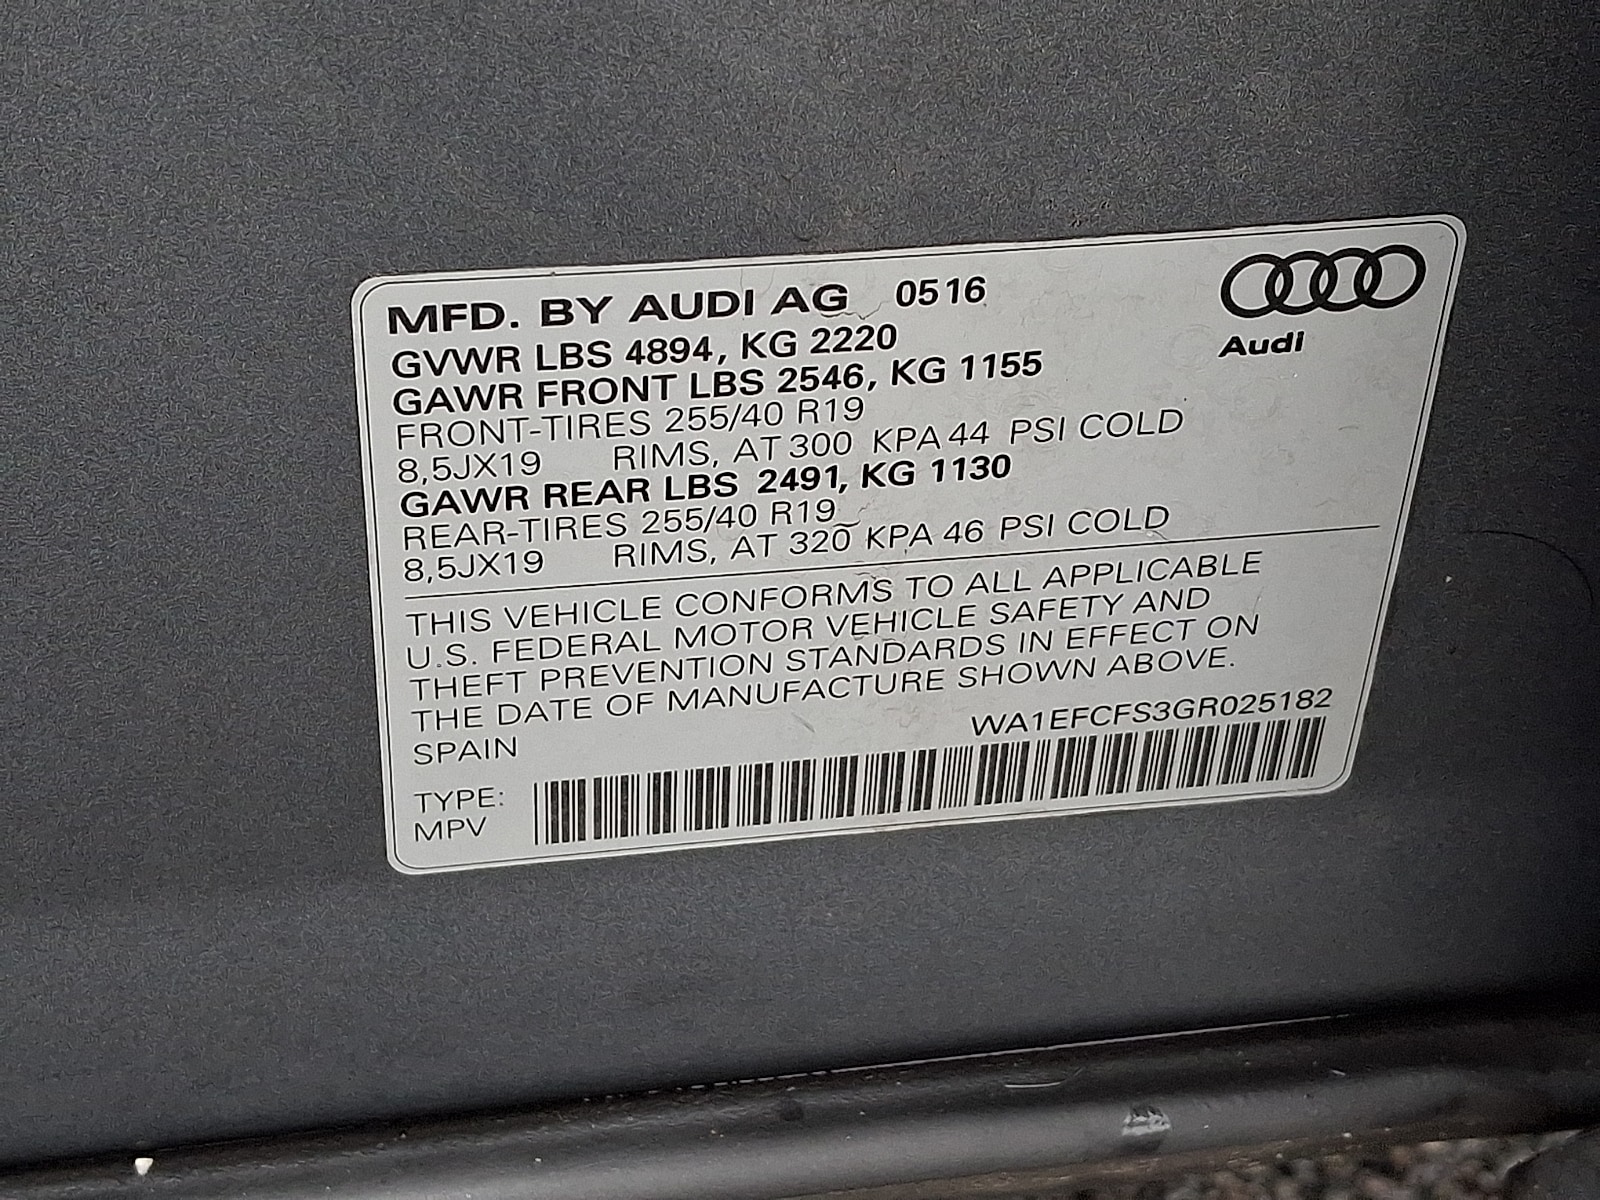 MFD. BY AUDI AG 0516
Audi
GVWR LBS 4894, KG 2220
GAWR FRONT LBS 2546, KG 1155
FRONT-TIRES 255/40 R19
8,5JX19 RIMS, AT 300 KPA 44 PSI COLD
GAWR REAR LBS 2491, KG 1130
REAR-TIRES 255/40 R19
8,5JX19 RIMS, AT 320 KPA 46 PSI COLD
THIS VEHICLE CONFORMS TO ALL APPLICABLE
U.S. FEDERAL MOTOR VEHICLE SAFETY AND
THEFT PREVENTION STANDARDS IN EFFECT ON
THE DATE OF MANUFACTURE SHOWN ABOVE.
SPAIN WA1EFCFS3GR025182
TYPE:
MPV